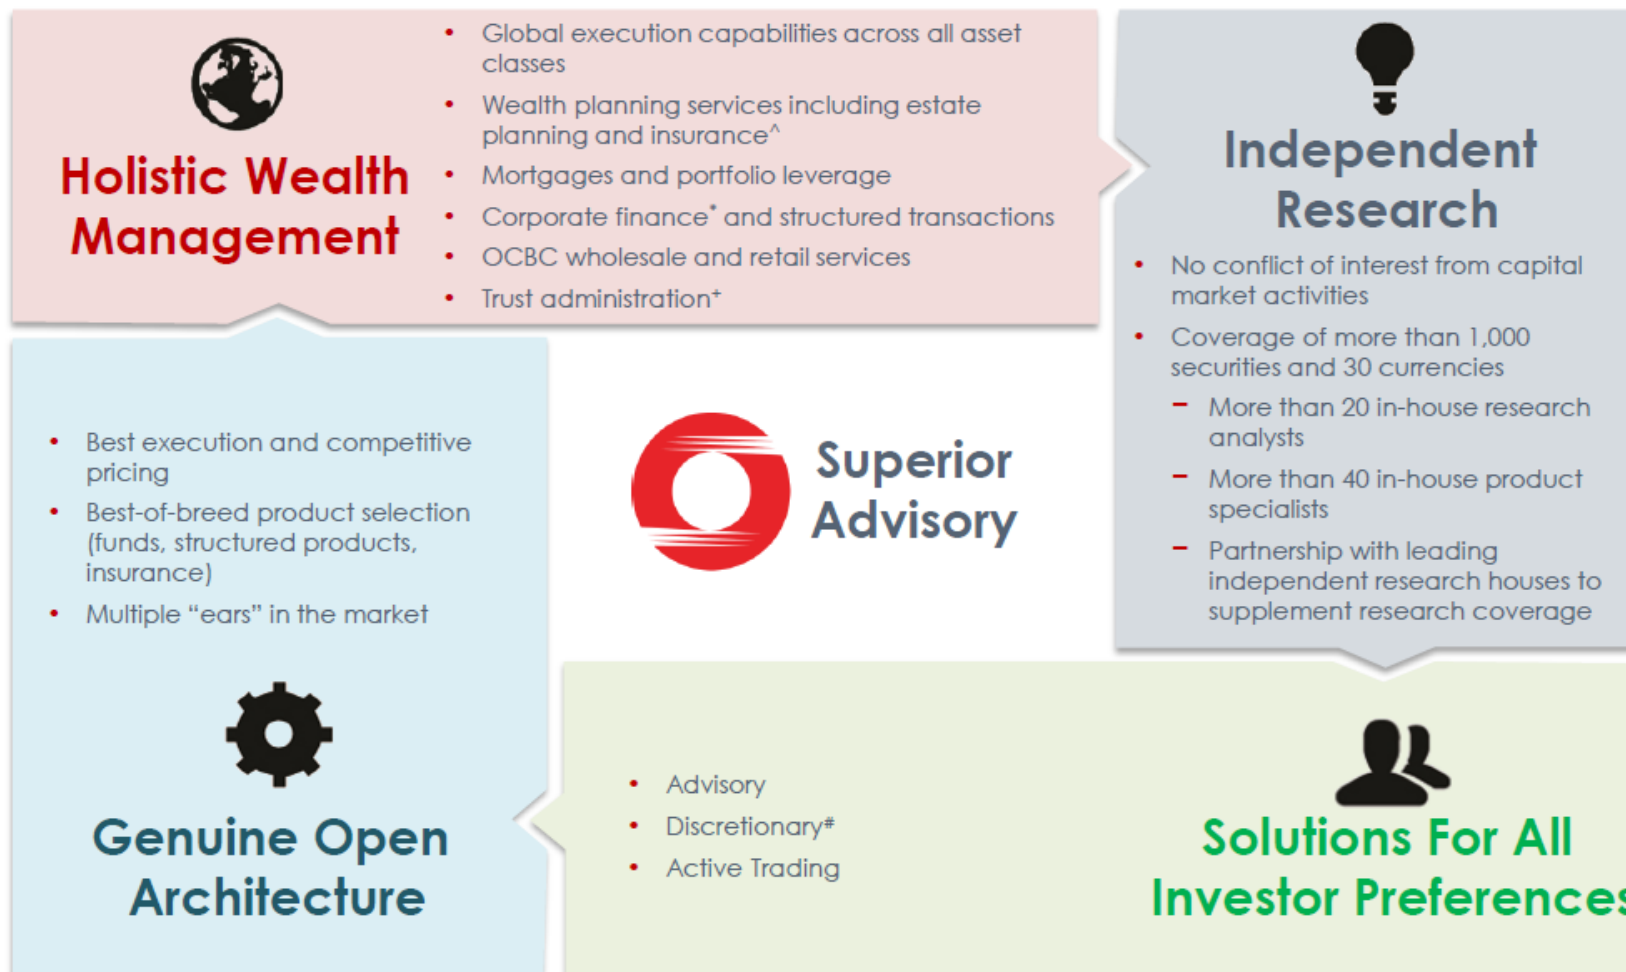 Holistic Wealth
Management
• Global execution capabilities across all asset
classes
• Wealth planning services including estate
planning and insurance^
• Mortgages and portfolio leverage
• Corporate finance* and structured transactions
• OCBC wholesale and retail services
• Trust administration+
Independent
Research
• No conflict of interest from capital
market activities
• Coverage of more than 1,000
securities and 30 currencies
– More than 20 in-house research
analysts
– More than 40 in-house product
specialists
– Partnership with leading
independent research houses to
supplement research coverage
Superior
Advisory
• Best execution and competitive
pricing
• Best-of-breed product selection
(funds, structured products,
insurance)
• Multiple “ears” in the market
Genuine Open
Architecture
• Advisory
• Discretionary#
• Active Trading
Solutions For All
Investor Preferences